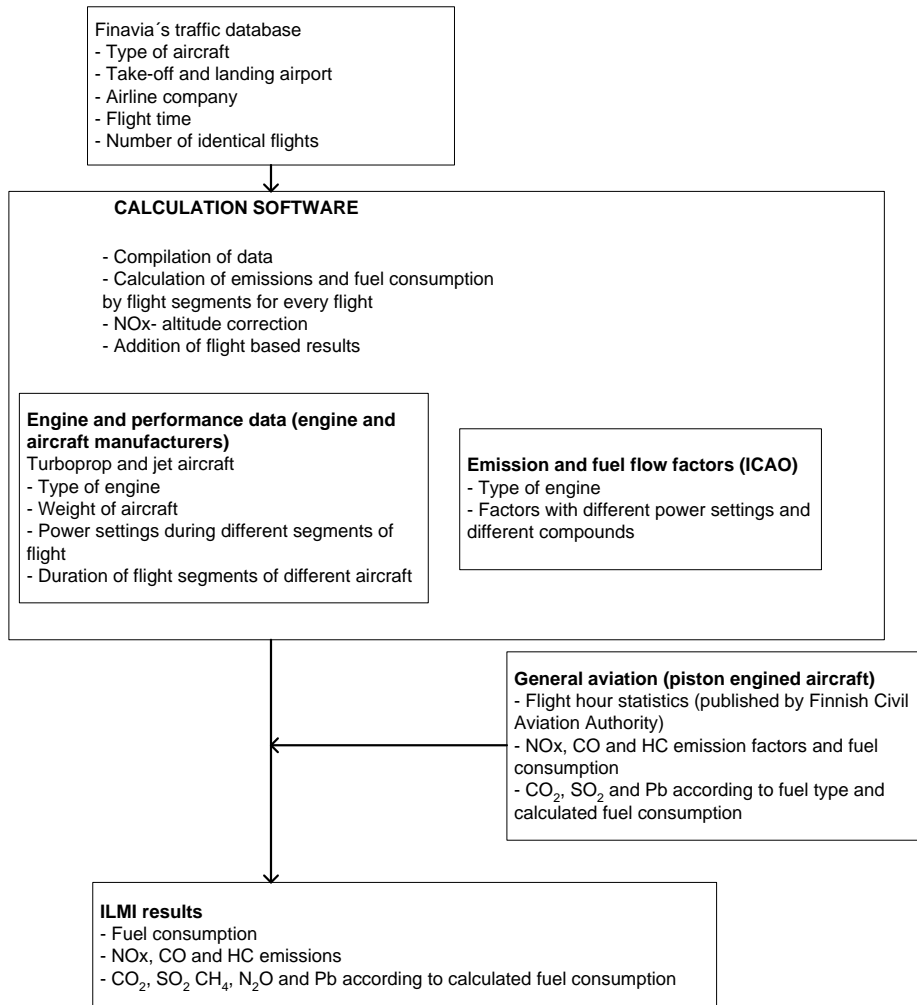 Finavia´s traffic database
- Type of aircraft
- Take-off and landing airport
- Airline company
- Flight time
- Number of identical flights
CALCULATION SOFTWARE
- Compilation of data
- Calculation of emissions and fuel consumption
by flight segments for every flight
- NOx- altitude correction
- Addition of flight based results
Engine and performance data (engine and
aircraft manufacturers)
Turboprop and jet aircraft
- Type of engine
- Weight of aircraft
- Power settings during different segments of
flight
- Duration of flight segments of different aircraft
Emission and fuel flow factors (ICAO)
- Type of engine
- Factors with different power settings and
different compounds
General aviation (piston engined aircraft)
- Flight hour statistics (published by Finnish Civil
Aviation Authority)
- NOx, CO and HC emission factors and fuel
consumption
- CO₂, SO₂ and Pb according to fuel type and
calculated fuel consumption
ILMI results
- Fuel consumption
- NOx, CO and HC emissions
- CO₂, SO₂ CH₄, N₂O and Pb according to calculated fuel consumption